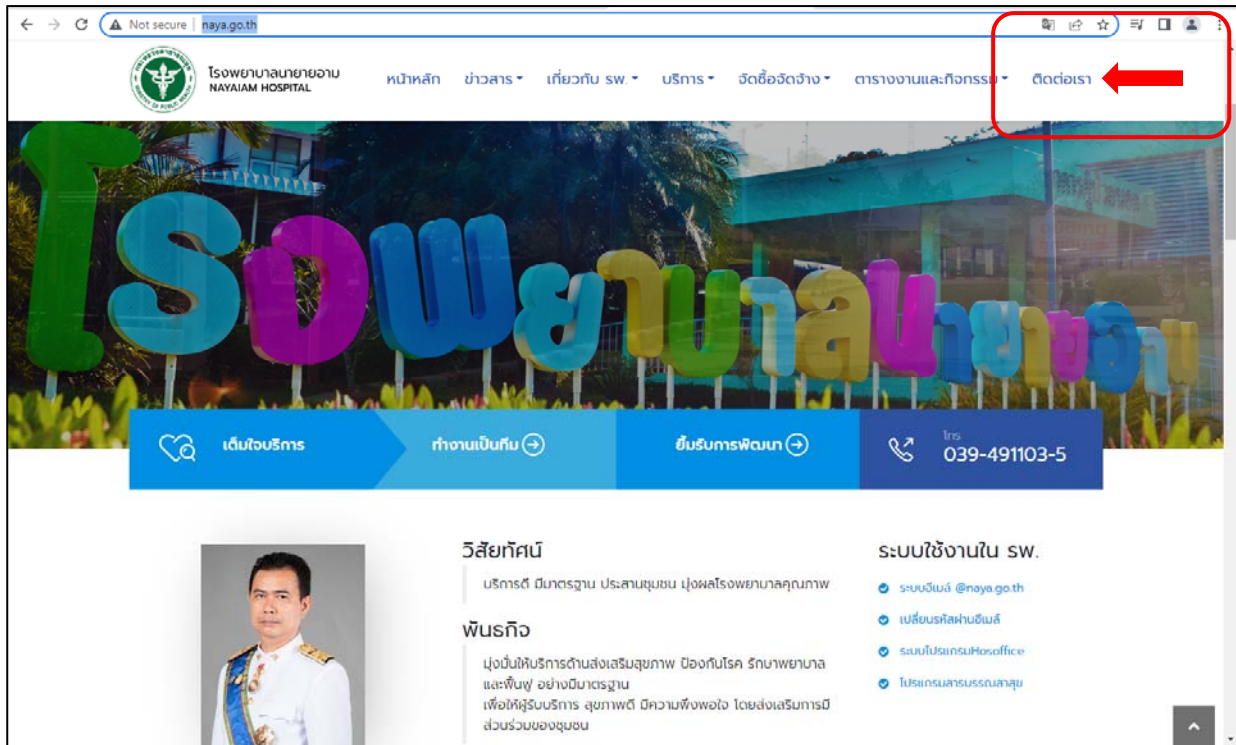 Not secure | naya.go.th
โรงพยาบาลนายายอาม
NAYAIAM HOSPITAL
หน้าหลัก ข่าวสาร เกี่ยวกับ รพ. บริการ จัดซื้อจัดจ้าง ตารางงานและกิจกรรม ติดต่อเรา
โรงพยาบาลนายายอาม
เต็มใจบริการ
ทำงานเป็นทีม
ยิ้มรับการพัฒนา
โทร
039-491103-5
วิสัยทัศน์
บริการดี มีมาตรฐาน ประสานชุมชน มุ่งผลโรงพยาบาลคุณภาพ
พันธกิจ
มุ่งมั่นให้บริการด้านส่งเสริมสุขภาพ ป้องกันโรค รักษาพยาบาล
และฟื้นฟู อย่างมีมาตรฐาน
เพื่อให้ผู้รับบริการ สุขภาพดี มีความพึงพอใจ โดยส่งเสริมการมี
ส่วนร่วมของชุมชน
ระบบใช้งานใน รพ.
ระบบอีเมล์ @naya.go.th
เปลี่ยนรหัสผ่านอีเมล์
ระบบโปรแกรมHosoffice
โปรแกรมสารบรรณสาสุข